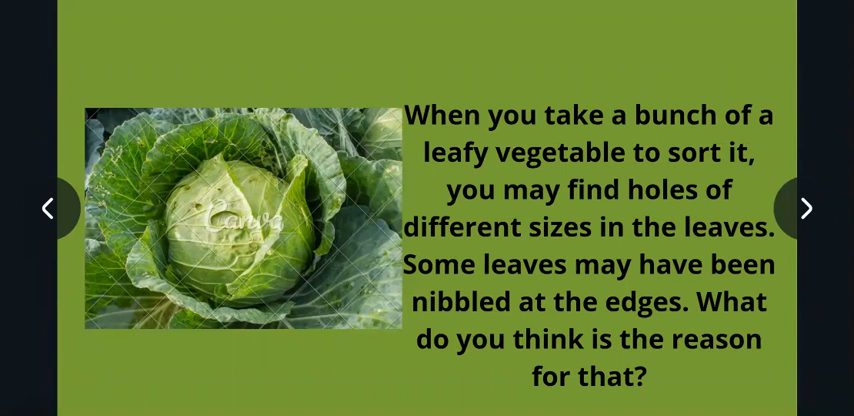 When you take a bunch of a
leafy vegetable to sort it,
you may find holes of
different sizes in the leaves.
Some leaves may have been
nibbled at the edges. What
do you think is the reason
for that?
Canva